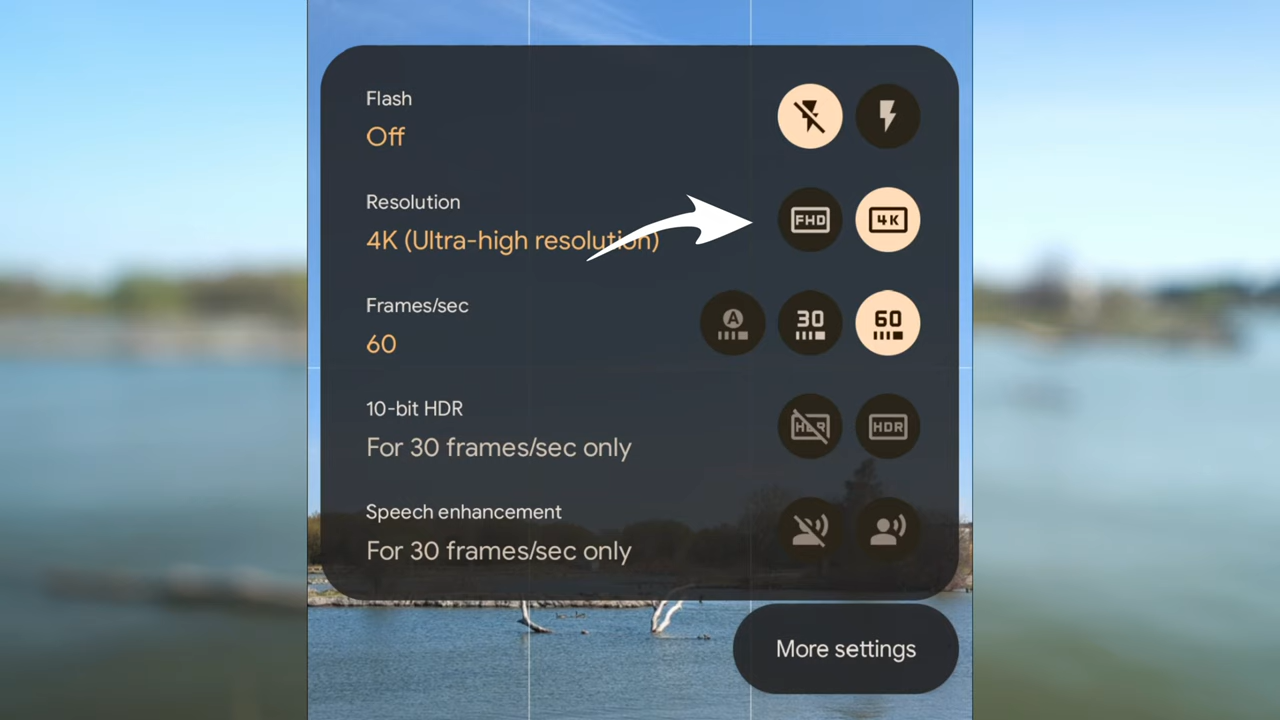 Flash
Off
Resolution
FHD 4K
4K (Ultra-high resolution)
Frames/sec
A 30 60
60
10-bit HDR
HDR HDR
For 30 frames/sec only
Speech enhancement
For 30 frames/sec only
More settings